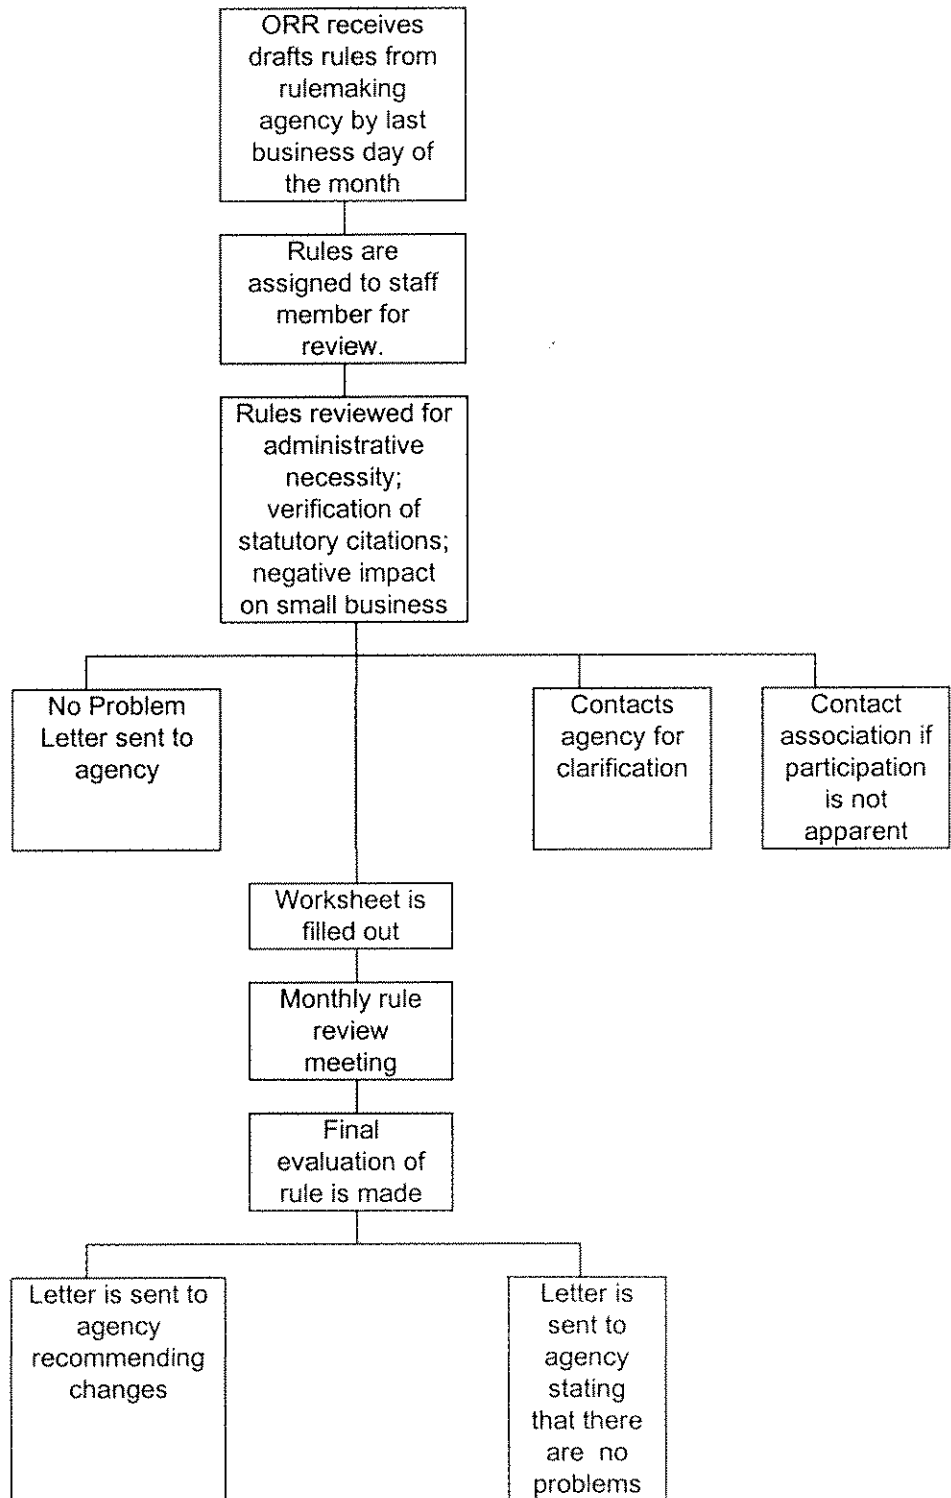 ORR receives
drafts rules from
rulemaking
agency by last
business day of
the month
Rules are
assigned to staff
member for
review.
Rules reviewed for
administrative
necessity;
verification of
statutory citations;
negative impact
on small business
No Problem
Letter sent to
agency
Contacts
agency for
clarification
Contact
association if
participation
is not
apparent
Worksheet is
filled out
Monthly rule
review
meeting
Final
evaluation of
rule is made
Letter is sent to
agency
recommending
changes
Letter is
sent to
agency
stating
that there
are no
problems